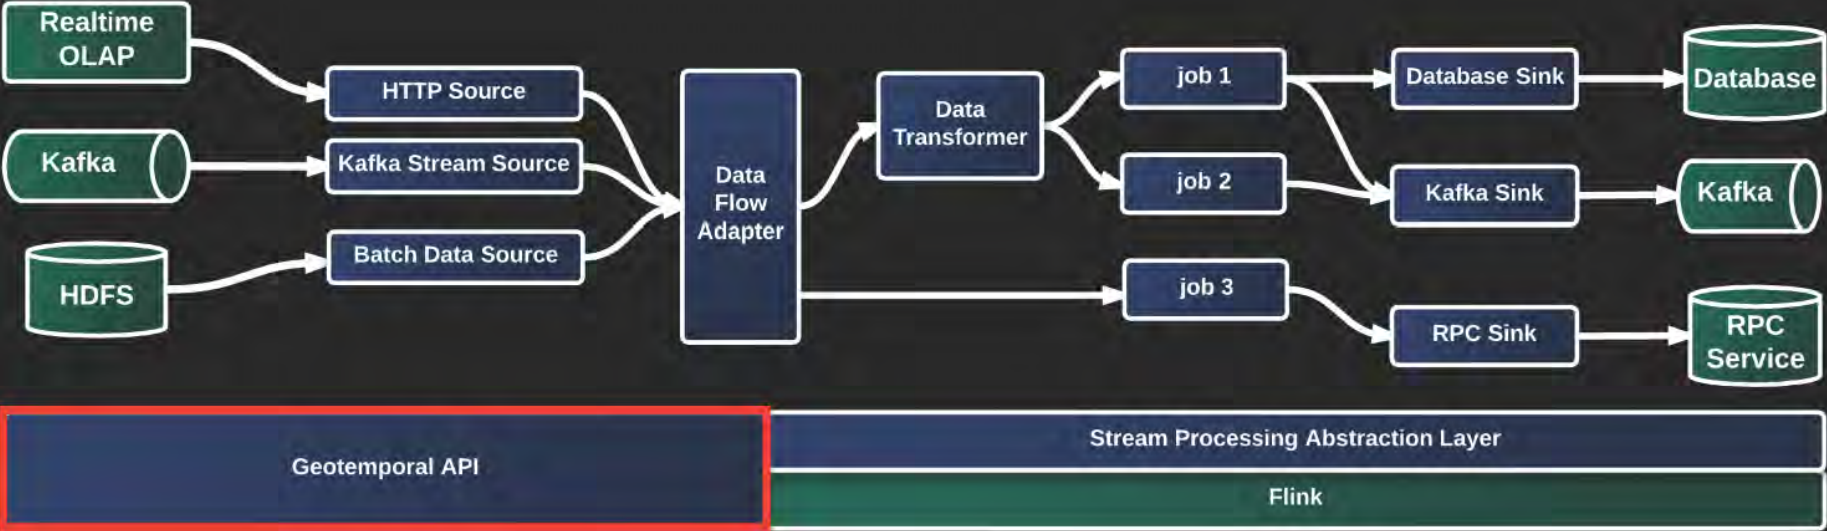 Realtime
OLAP
HTTP Source
Kafka
Kafka Stream Source
HDFS
Batch Data Source
Data
Flow
Adapter
Data
Transformer
job 1
job 2
job 3
Database Sink
Kafka Sink
RPC Sink
Database
Kafka
RPC
Service
Geotemporal API
Stream Processing Abstraction Layer
Flink